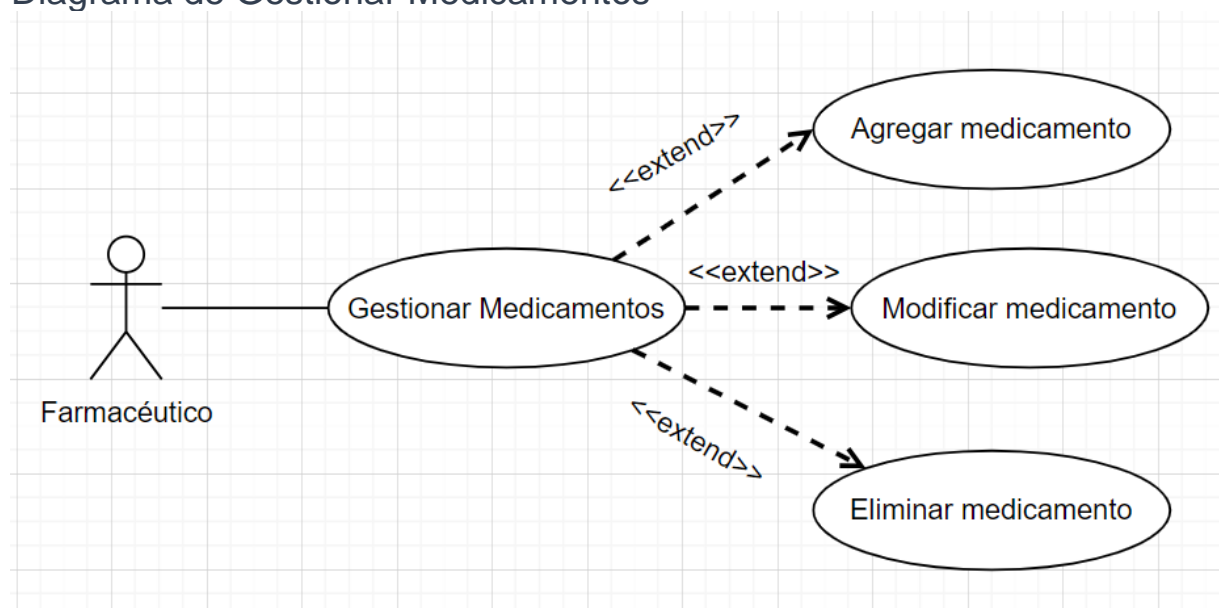 Diagrama de Gestionar Medicamentos
<<extend>>
Agregar medicamento
<<extend>>
Gestionar Medicamentos
Modificar medicamento
Farmacéutico
<<extend>>
Eliminar medicamento